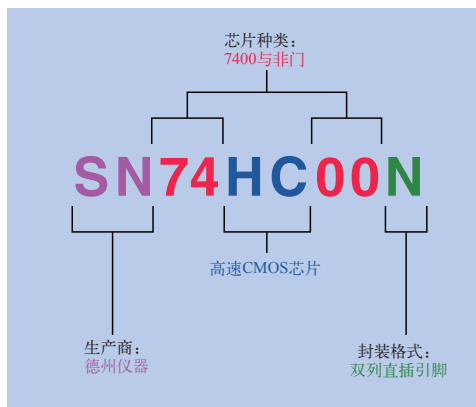 芯片种类：
7400与非门
SN74HC00N
高速CMOS芯片
生产商：
德州仪器
封装格式：
双列直插引脚